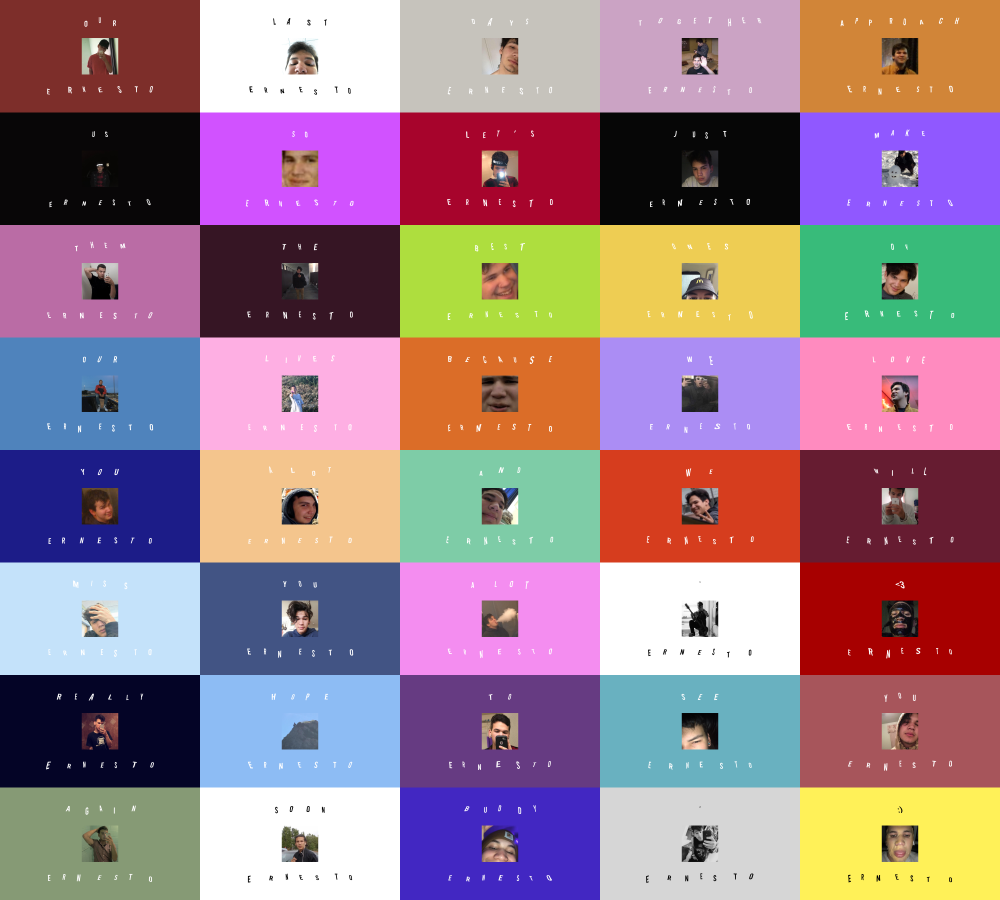 OUR LAST DAYS TOGETHER APPROACH
ERNESTO ERNESTO ERNESTO ERNESTO ERNESTO
US SO LET'S JUST MAKE
ERNESTO ERNESTO ERNESTO ERNESTO ERNESTO
THEM THE BEST ONES OF
ERNESTO ERNESTO ERNESTO ERNESTO ERNESTO
OUR LIVES BECAUSE WE LOVE
ERNESTO ERNESTO ERNESTO ERNESTO ERNESTO
YOU ALOT AND WE WILL
ERNESTO ERNESTO ERNESTO ERNESTO ERNESTO
MISS YOU ALOT . <3
ERNESTO ERNESTO ERNESTO ERNESTO ERNESTO
REALLY HOPE TO SEE YOU
ERNESTO ERNESTO ERNESTO ERNESTO ERNESTO
AGAIN SOON BUDDY . :)
ERNESTO ERNESTO ERNESTO ERNESTO ERNESTO